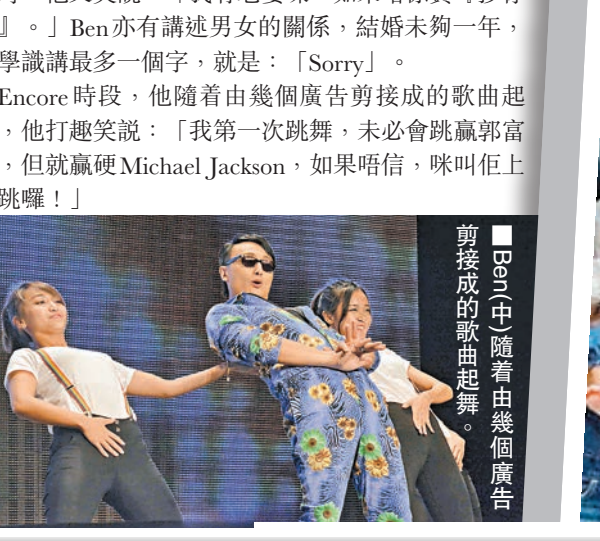 』。」Ben亦有講述男女的關係，結婚未夠一年，
學識講最多一個字，就是：「Sorry」。
Encore時段，他隨着由幾個廣告剪接成的歌曲起
，他打趣笑説：「我第一次跳舞，未必會跳贏郭富
，但就贏硬Michael Jackson，如果唔信，咪叫佢上
跳囉！」
■Ben(中)隨着由幾個廣告
剪接成的歌曲起舞。